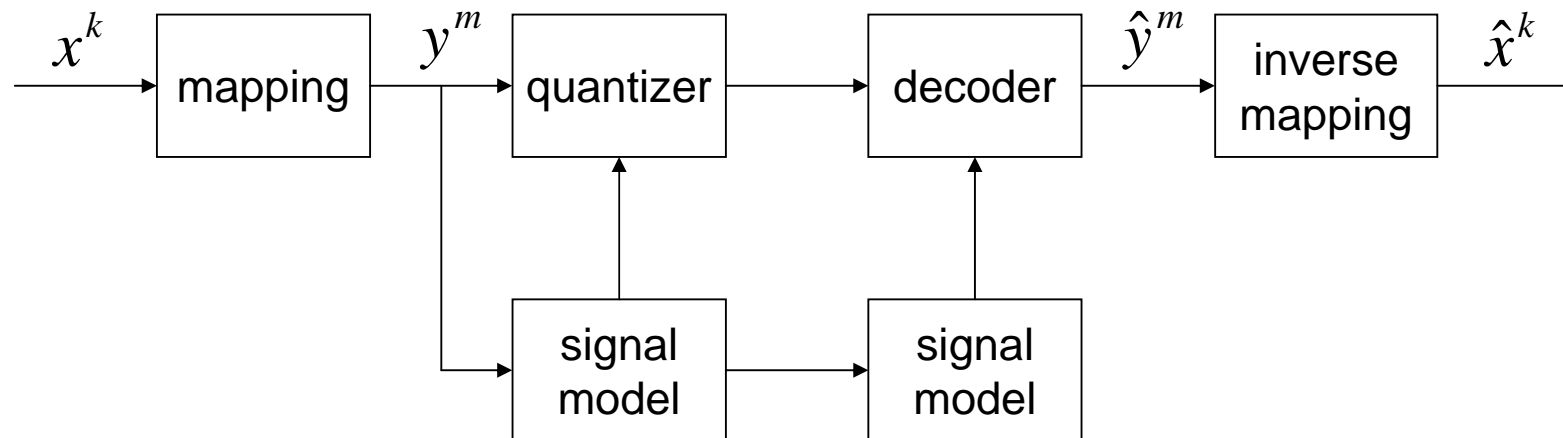 x^k
mapping
y^m
quantizer
decoder
ŷ^m
inverse
mapping
x̂^k
signal
model
signal
model